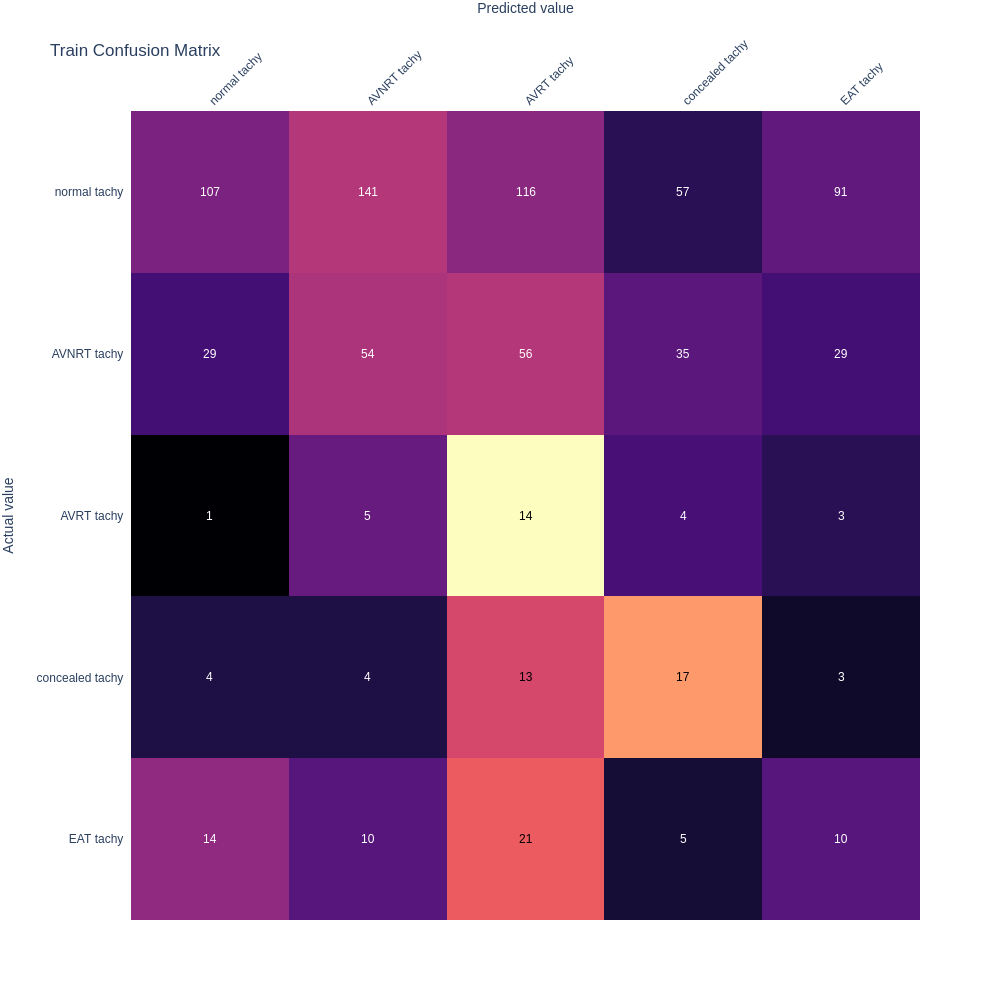 Predicted value
Train Confusion Matrix
normal tachy
AVNRT tachy
AVRT tachy
concealed tachy
EAT tachy
Actual value
normal tachy
107 141 116 57 91
AVNRT tachy
29 54 56 35 29
AVRT tachy
1 5 14 4 3
concealed tachy
4 4 13 17 3
EAT tachy
14 10 21 5 10